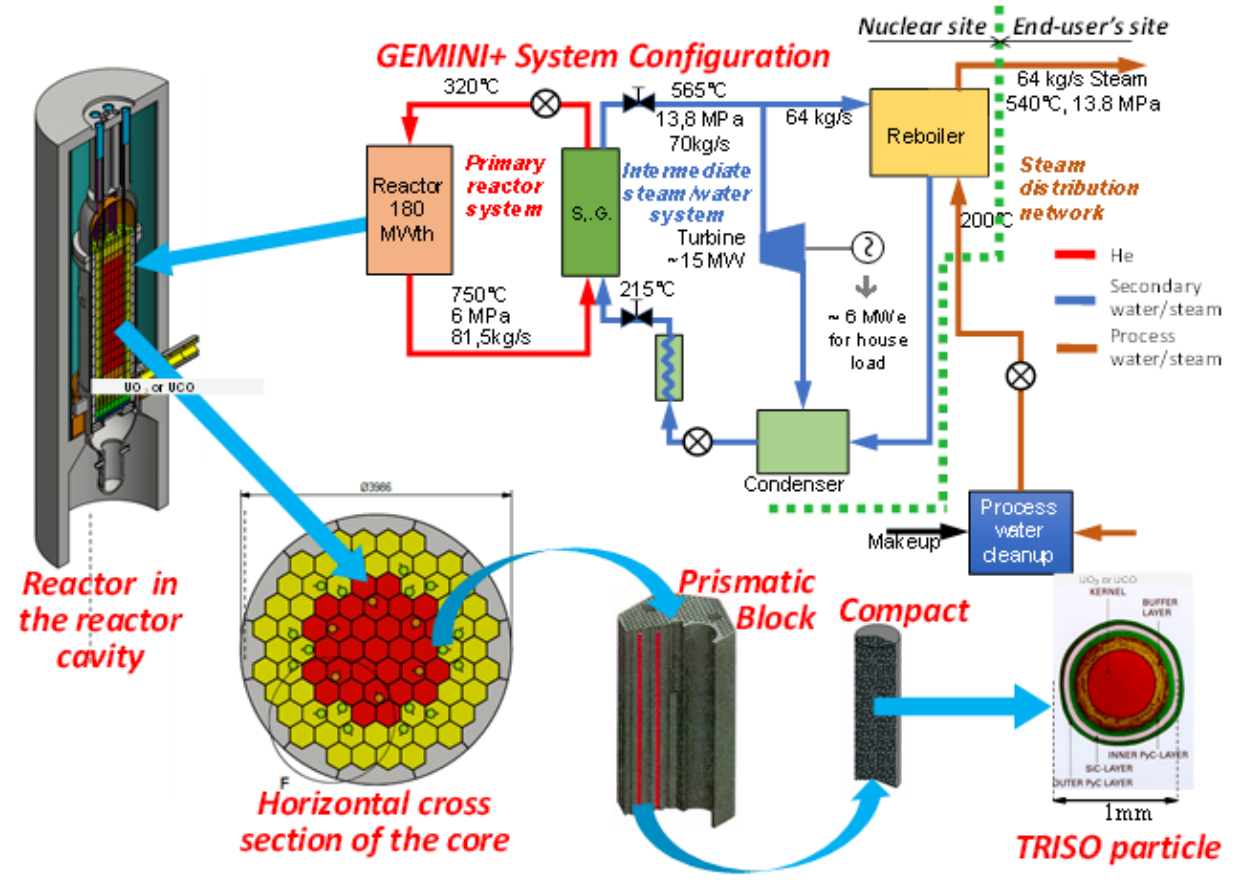 Nuclear site
End-user's site
GEMINI+ System Configuration
320°C
565°C
13,8 MPa
70kg/s
64 kg/s
64 kg/s Steam
540°C, 13.8 MPa
Reboiler
Reactor
180
MWth
Primary
reactor
system
S,.G.
Intermediate
steam/water
system
Steam
distribution
network
200°C
Turbine
~15 MW
He
Secondary
water/steam
Process
water/steam
750°C
6 MPa
81,5kg/s
215°C
~ 6 MWe
for house
load
UO2 or UCO
Condenser
Makeup
Process
water
cleanup
Ø3986
F
Reactor in
the reactor
cavity
Horizontal cross
section of the core
Prismatic
Block
Compact
UO2 or UCO
KERNEL
BUFFER
LAYER
INNER PyC-LAYER
SiC-LAYER
OUTER PyC LAYER
1mm
TRISO particle